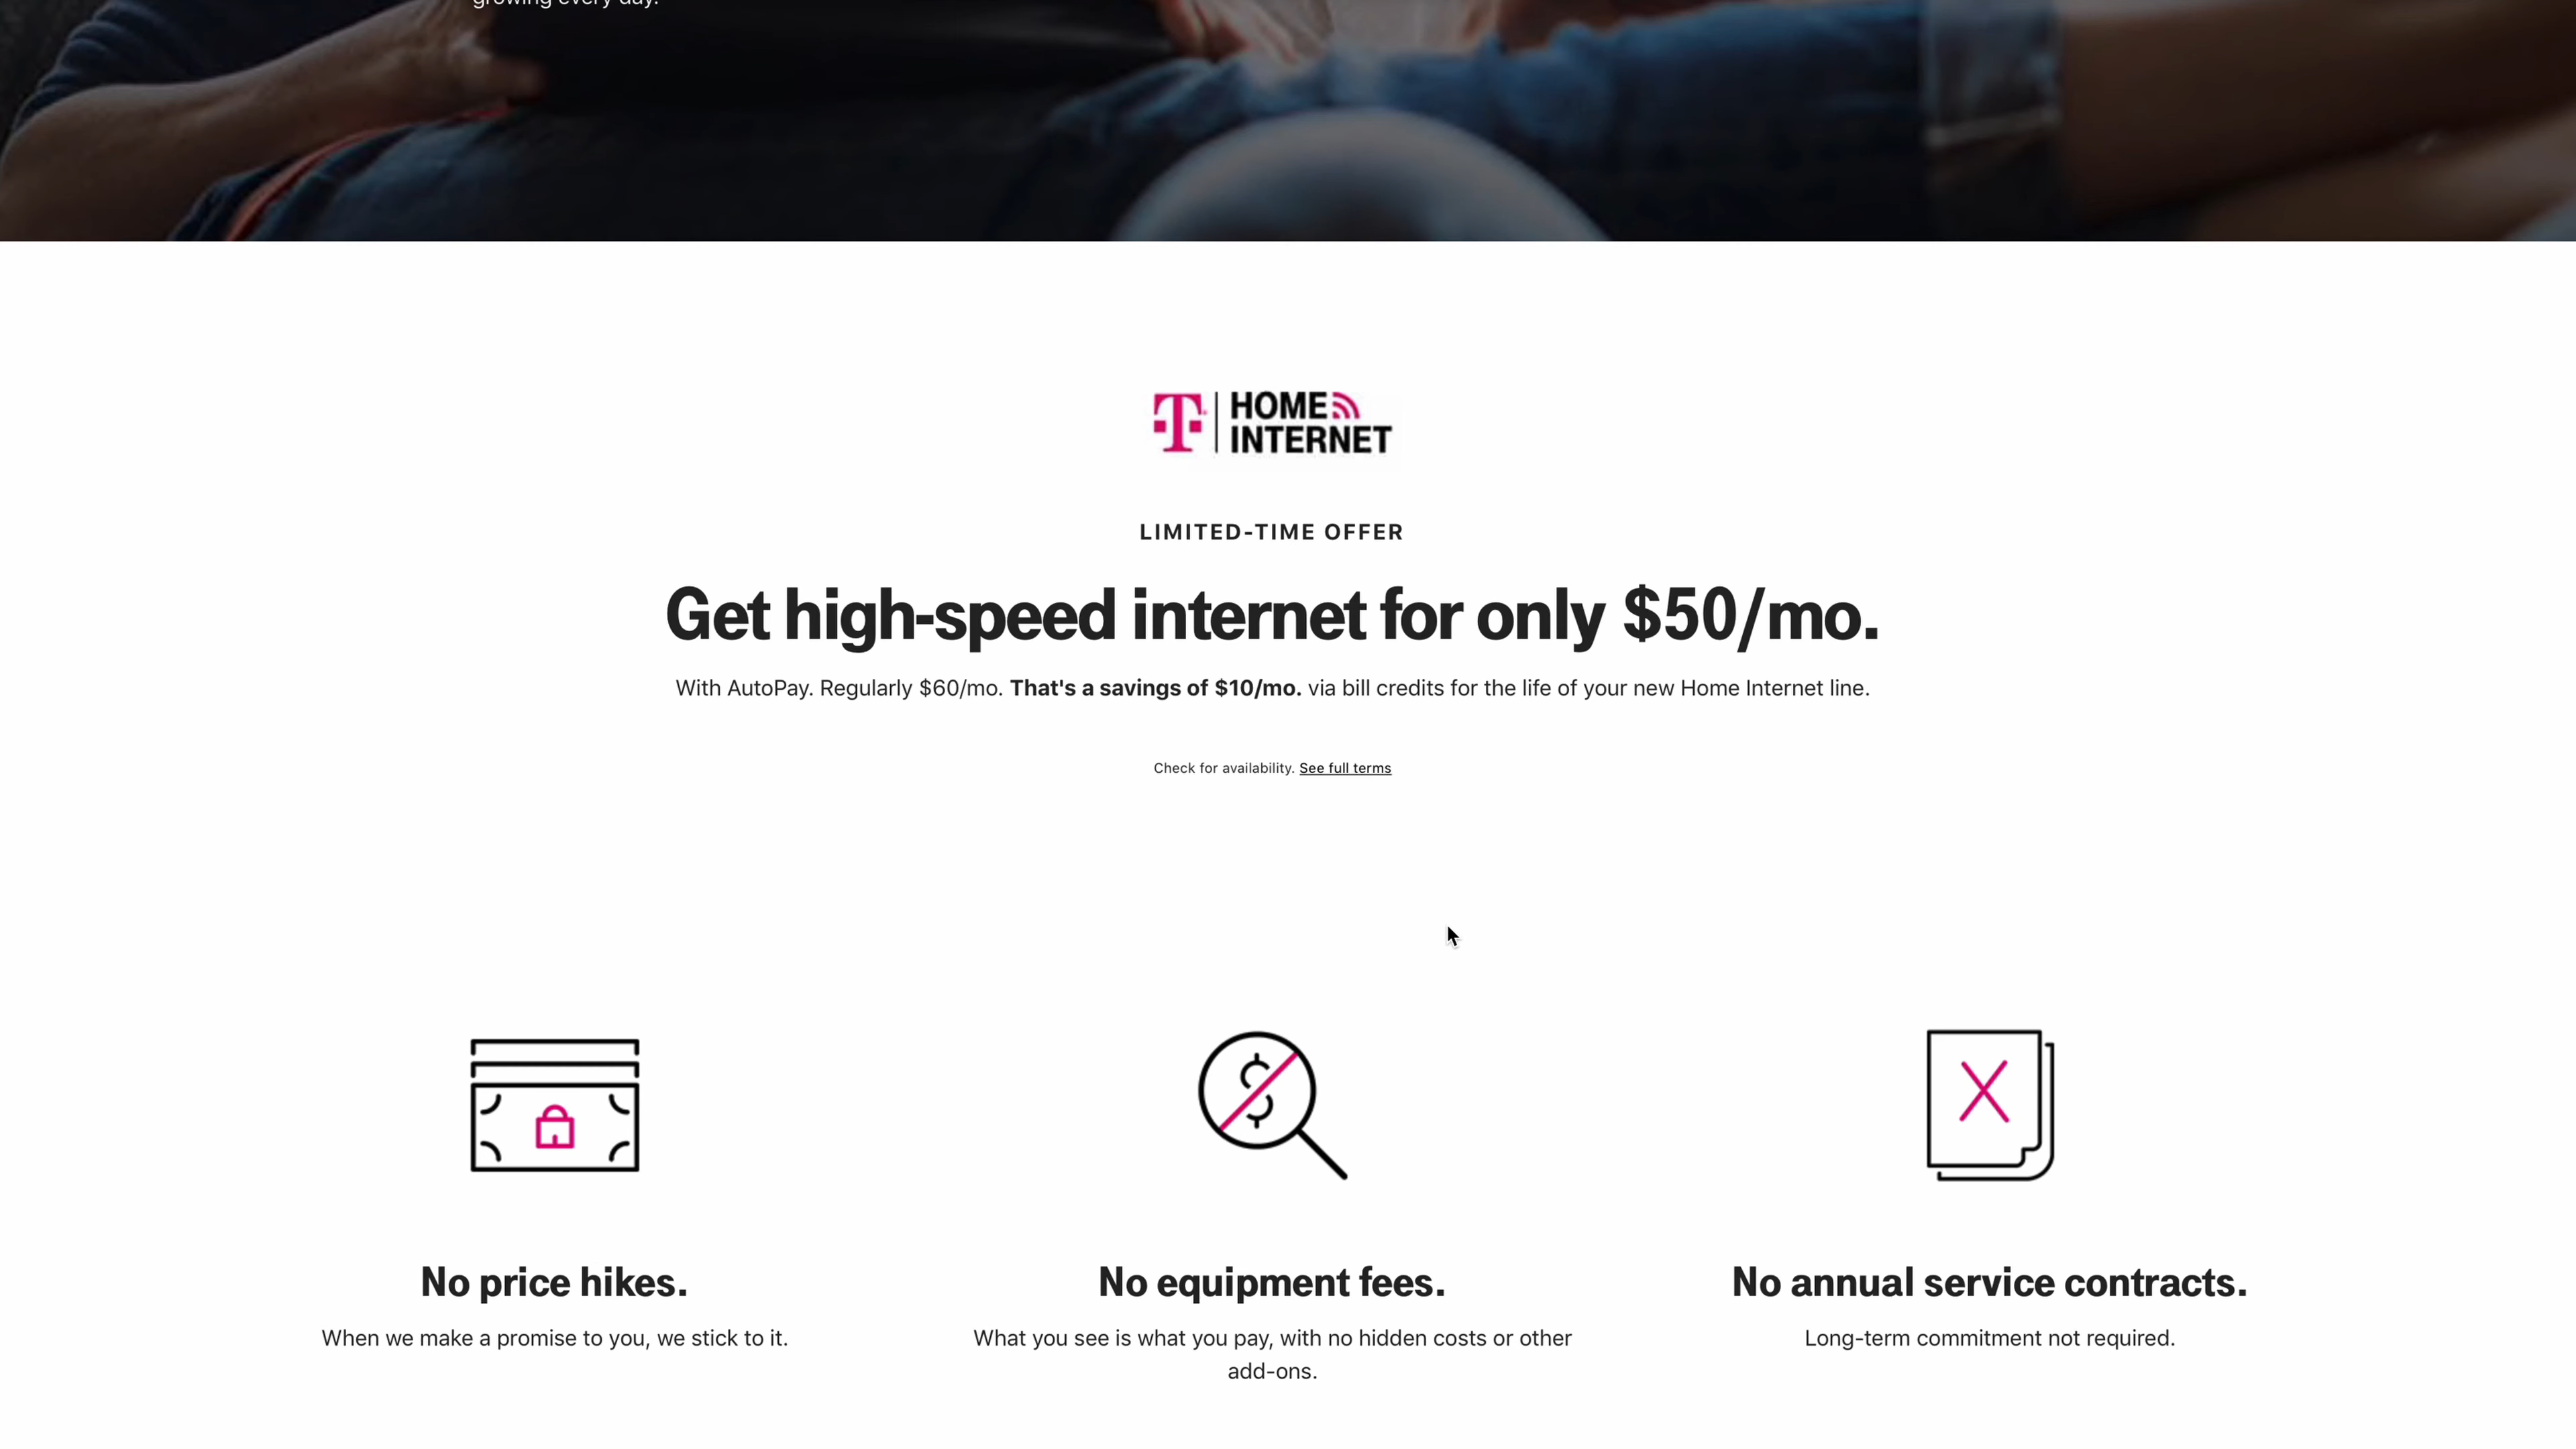 growing every day.
T HOME
INTERNET
LIMITED-TIME OFFER
Get high-speed internet for only $50/mo.
With AutoPay. Regularly $60/mo. That's a savings of $10/mo. via bill credits for the life of your new Home Internet line.
Check for availability. See full terms
No price hikes.
When we make a promise to you, we stick to it.
No equipment fees.
What you see is what you pay, with no hidden costs or other
add-ons.
No annual service contracts.
Long-term commitment not required.